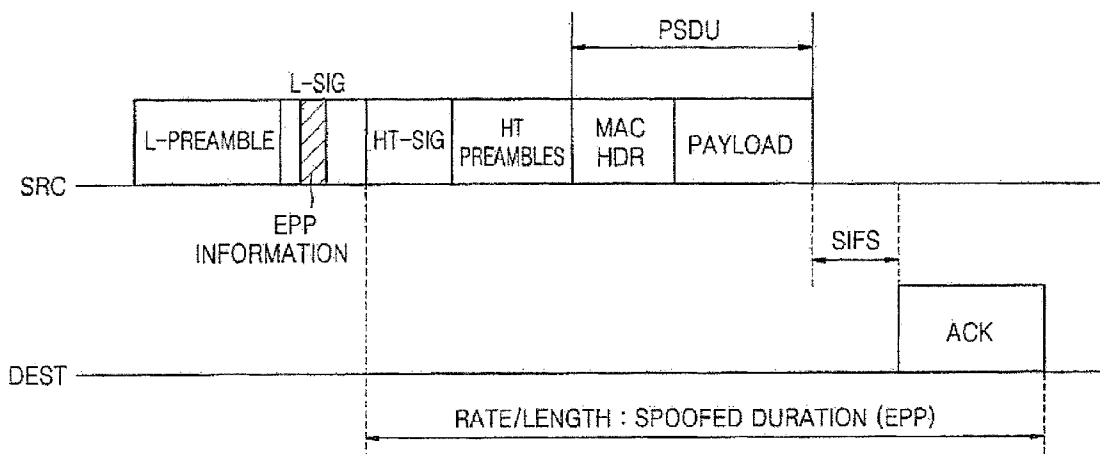 PSDU
L-SIG
L-PREAMBLE
HT-SIG
HT
PREAMBLES
MAC
HDR
PAYLOAD
SRC
EPP
INFORMATION
SIFS
ACK
DEST
RATE/LENGTH : SPOOFED DURATION (EPP)